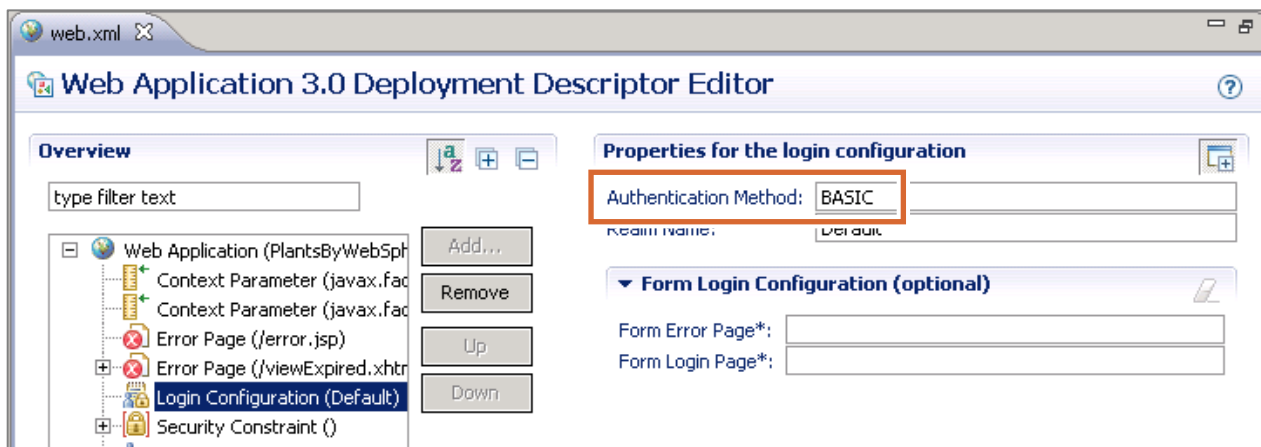 web.xml
Web Application 3.0 Deployment Descriptor Editor
Overview
type filter text
Web Application (PlantsByWebSph
Context Parameter (javax.fac
Context Parameter (javax.fac
Error Page (/error.jsp)
Error Page (/viewExpired.xhtm
Login Configuration (Default)
Security Constraint ()
Add...
Remove
Up
Down
Properties for the login configuration
Authentication Method: BASIC
Realm Name: Default
Form Login Configuration (optional)
Form Error Page*:
Form Login Page*: